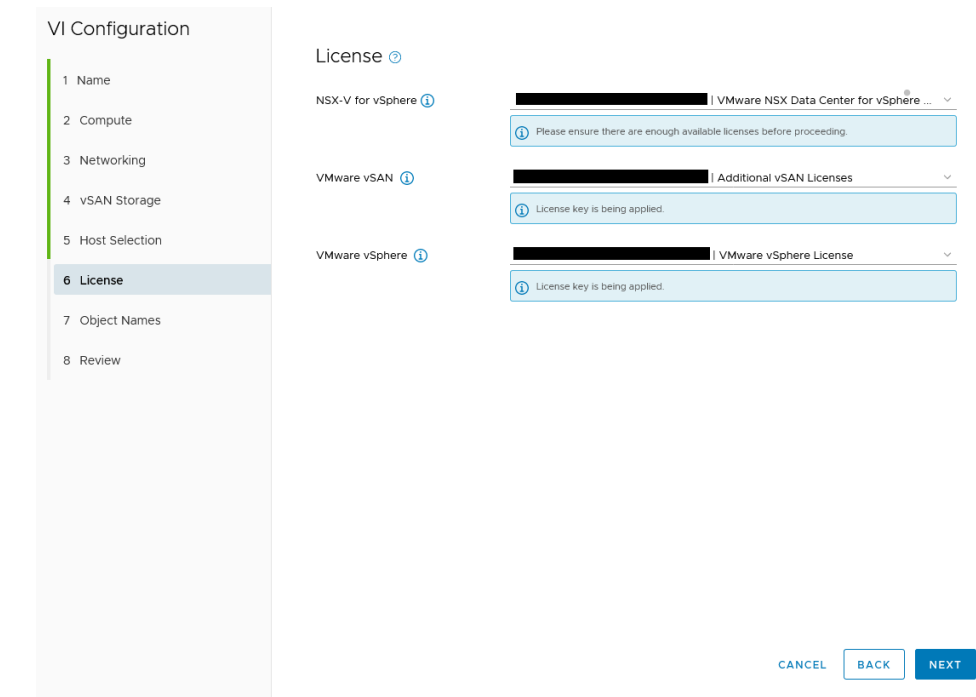 VI Configuration
1 Name
2 Compute
3 Networking
4 vSAN Storage
5 Host Selection
6 License
7 Object Names
8 Review
License ?
NSX-V for vSphere
| VMware NSX Data Center for vSphere ...
Please ensure there are enough available licenses before proceeding.
VMware vSAN
| Additional vSAN Licenses
License key is being applied.
VMware vSphere
| VMware vSphere License
License key is being applied.
CANCEL
BACK
NEXT